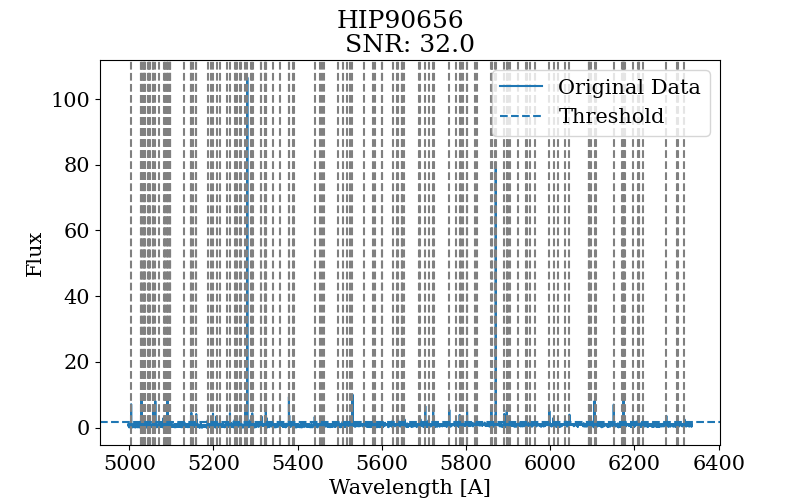 HIP90656
SNR: 32.0
Original Data
Threshold
Flux
100
80
60
40
20
0
5000 5200 5400 5600 5800 6000 6200 6400
Wavelength [A]